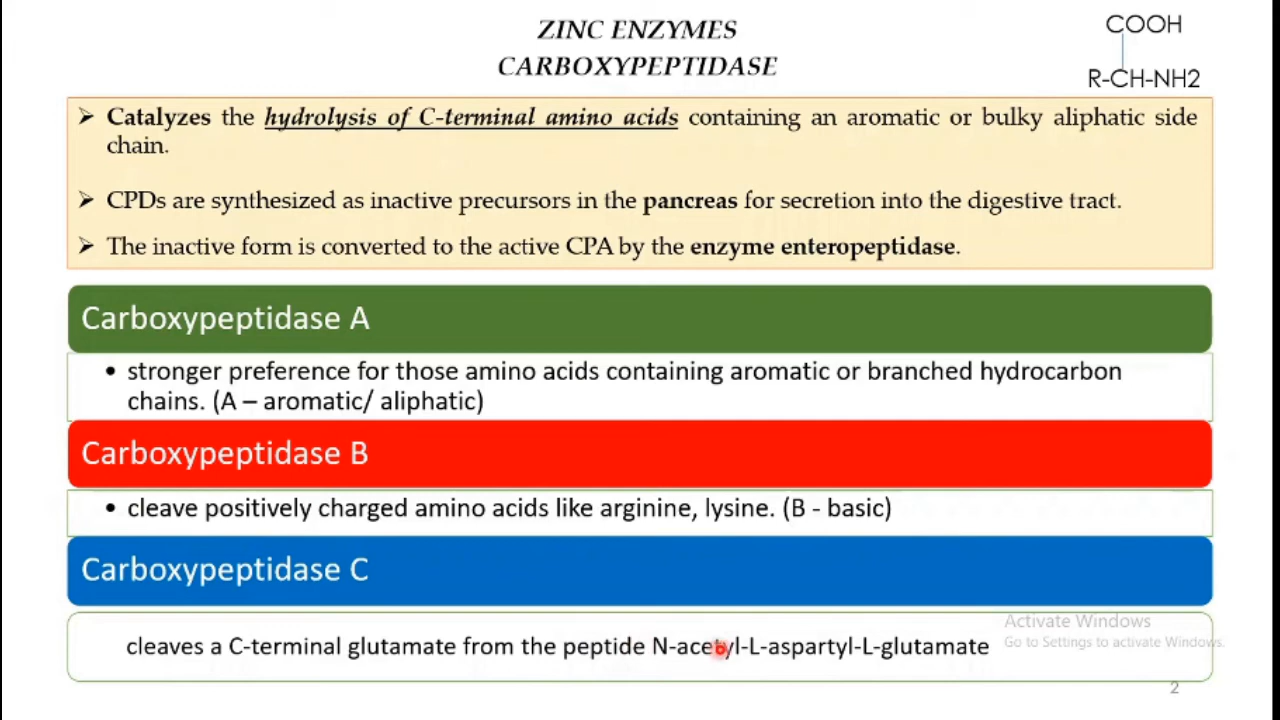 ZINC ENZYMES
CARBOXYPEPTIDASE
COOH
R-CH-NH2
➢ Catalyzes the hydrolysis of C-terminal amino acids containing an aromatic or bulky aliphatic side
chain.
➢ CPDs are synthesized as inactive precursors in the pancreas for secretion into the digestive tract.
➢ The inactive form is converted to the active CPA by the enzyme enteropeptidase.
Carboxypeptidase A
• stronger preference for those amino acids containing aromatic or branched hydrocarbon
chains. (A – aromatic/ aliphatic)
Carboxypeptidase B
• cleave positively charged amino acids like arginine, lysine. (B - basic)
Carboxypeptidase C
cleaves a C-terminal glutamate from the peptide N-acetyl-L-aspartyl-L-glutamate
Activate Windows
Go to Settings to activate Windows.
2